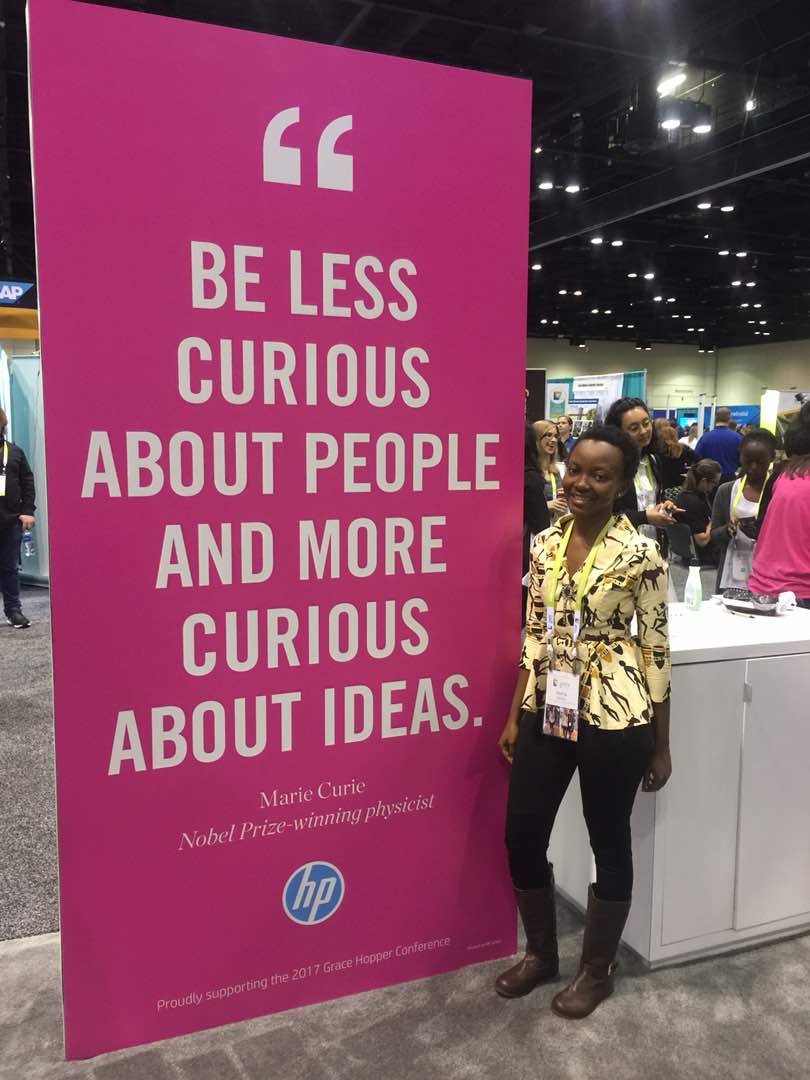 “
BE LESS
CURIOUS
ABOUT PEOPLE
AND MORE
CURIOUS
ABOUT IDEAS.
Marie Curie
Nobel Prize-winning physicist
hp
Proudly supporting the 2017 Grace Hopper Conference
AP